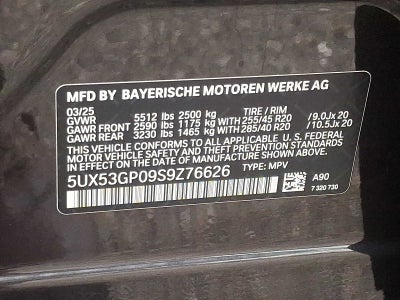 MFD BY BAYERISCHE MOTOREN WERKE AG
03/25
GVWR 5512 lbs 2500 kg TIRE / RIM
GAWR FRONT 2590 lbs 1175 kg 255/45 R20 /9.0Jx 20
GAWR REAR 3230 lbs 1465 kg 285/40 R20 /10.5Jx 20
THIS VEHICLE CONFORMS TO ALL APPLICABLE U.S. FEDERAL
MOTOR VEHICLE SAFETY, BUMPER, AND THEFT PREVENTION
STANDARDS IN EFFECT ON THE DATE OF MANUFACTURE SHOWN ABOVE.
5UX53GP09S9Z76626 TYPE: MPV
A90
7 320 730